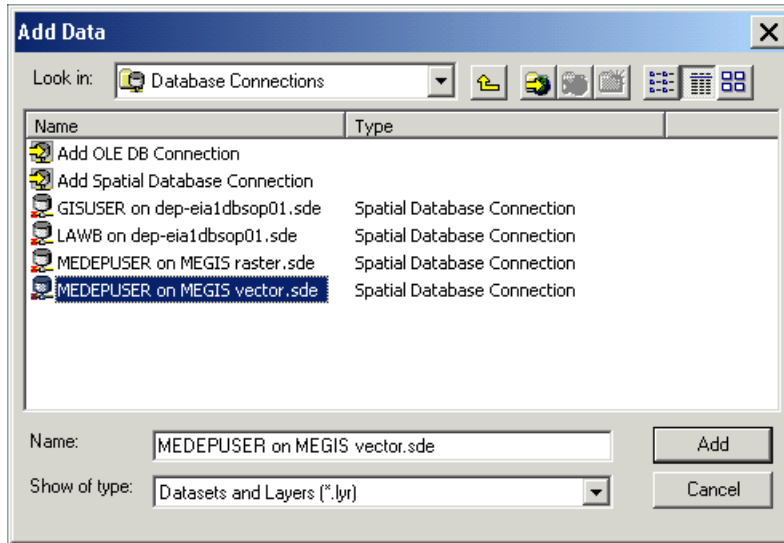 Add Data
Look in: Database Connections
Name Type
Add OLE DB Connection
Add Spatial Database Connection
GISUSER on dep-eia1dbsop01.sde Spatial Database Connection
LAWB on dep-eia1dbsop01.sde Spatial Database Connection
MEDEPUSER on MEGIS raster.sde Spatial Database Connection
MEDEPUSER on MEGIS vector.sde Spatial Database Connection
Name: MEDEPUSER on MEGIS vector.sde Add
Show of type: Datasets and Layers (*.lyr) Cancel